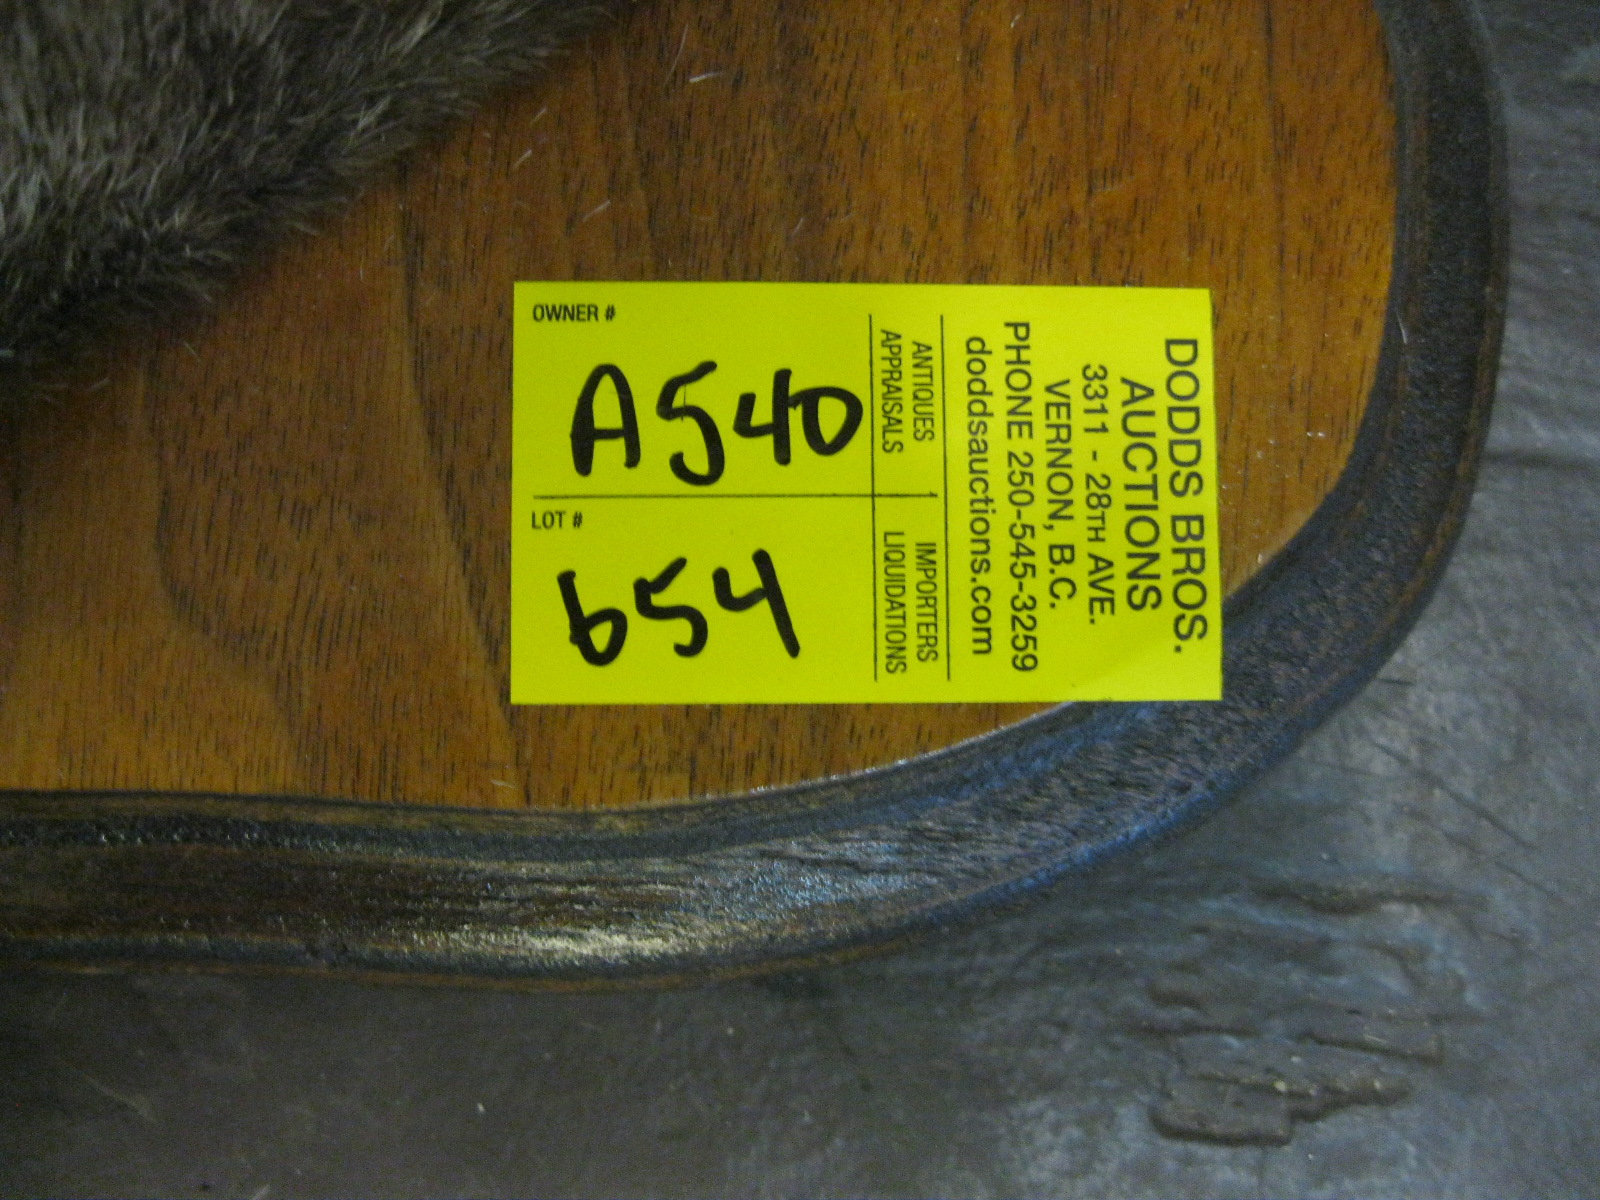 DODDS BROS.
AUCTIONS
3311 - 28TH AVE.
VERNON, B.C.
PHONE 250-545-3259
doddsauctions.com
ANTIQUES
APPRAISALS
IMPORTERS
LIQUIDATIONS
OWNER #
A540
LOT #
654